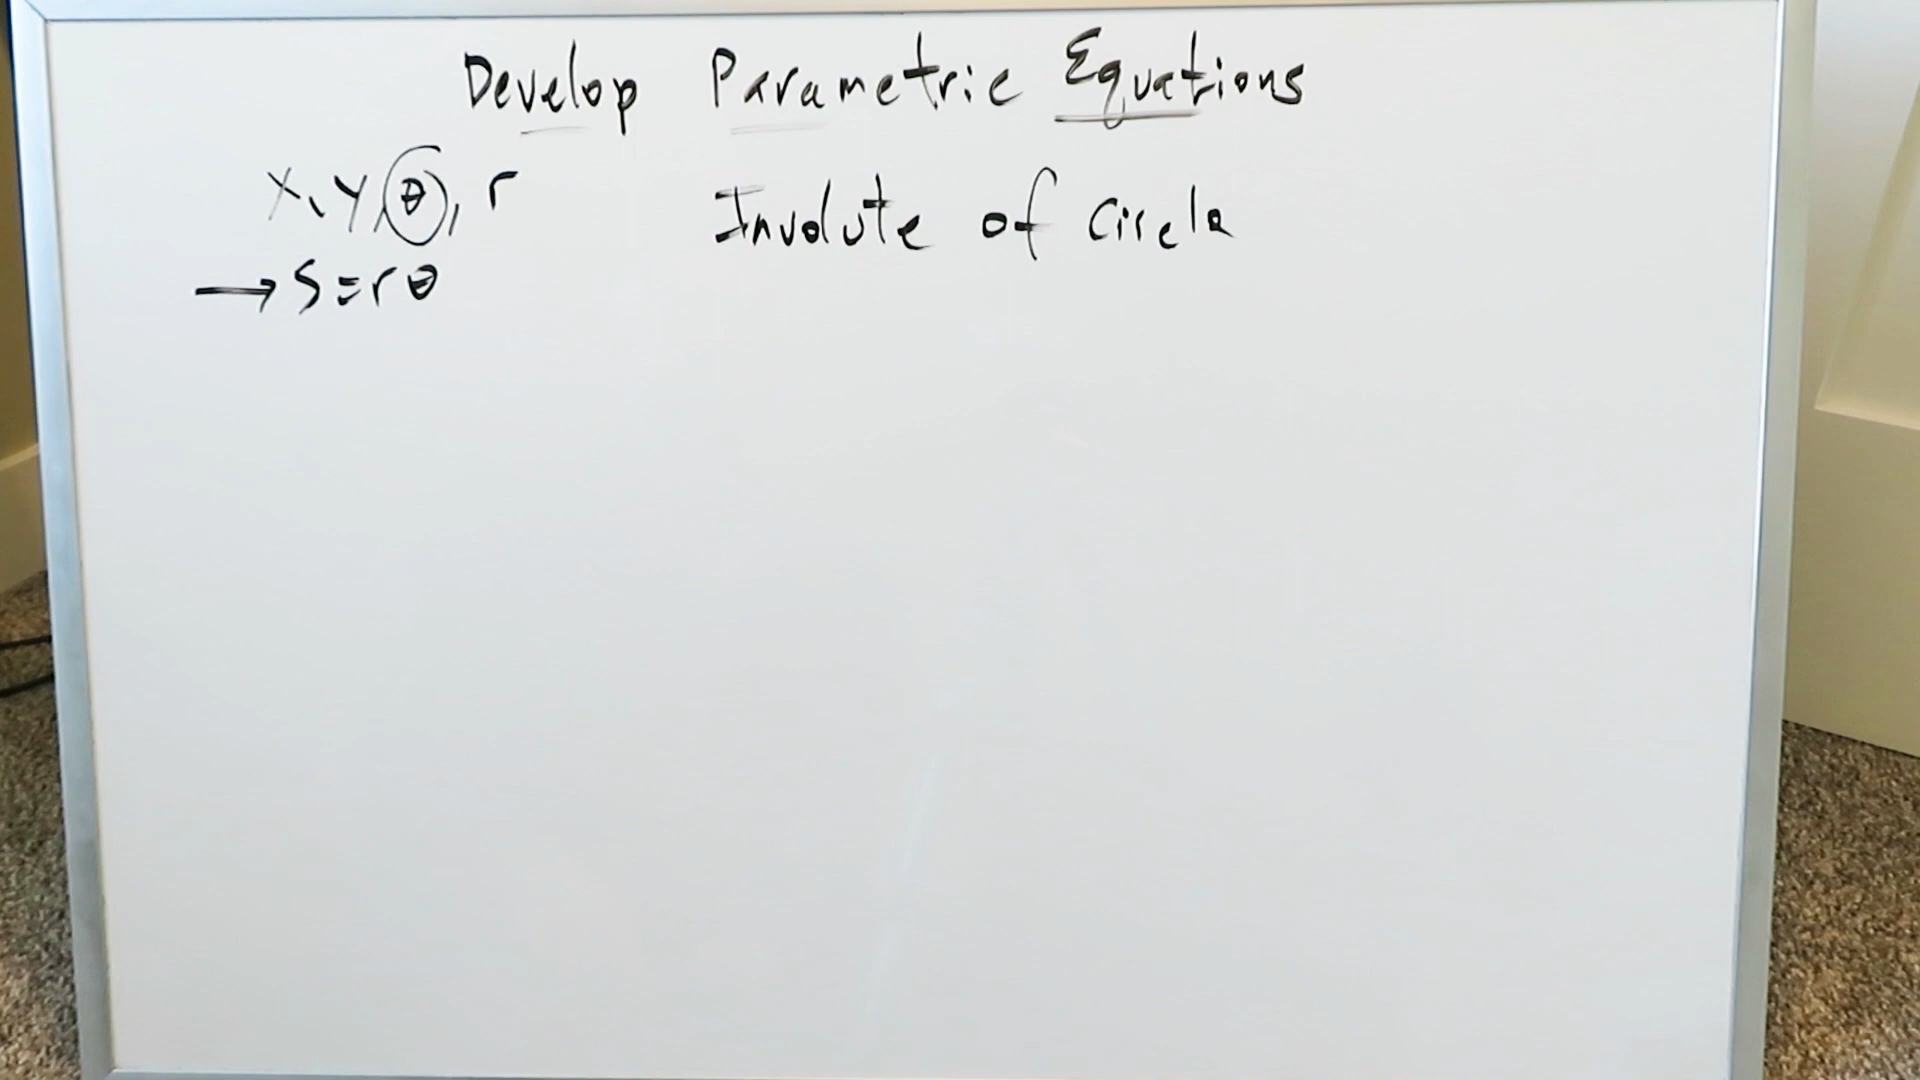 Develop Parametric Equations
x, y, θ, r
Involute of Circle
→ S = rθ